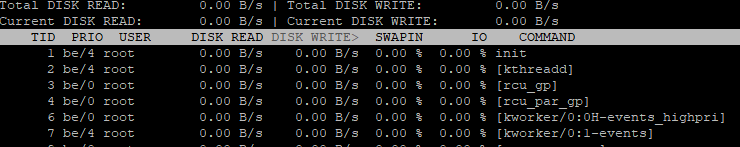 Total DISK READ: 0.00 B/s | Total DISK WRITE: 0.00 B/s
Current DISK READ: 0.00 B/s | Current DISK WRITE: 0.00 B/s
TID PRIO USER DISK READ DISK WRITE> SWAPIN IO COMMAND
1 be/4 root 0.00 B/s 0.00 B/s 0.00 % 0.00 % init
2 be/4 root 0.00 B/s 0.00 B/s 0.00 % 0.00 % [kthreadd]
3 be/0 root 0.00 B/s 0.00 B/s 0.00 % 0.00 % [rcu_gp]
4 be/0 root 0.00 B/s 0.00 B/s 0.00 % 0.00 % [rcu_par_gp]
6 be/0 root 0.00 B/s 0.00 B/s 0.00 % 0.00 % [kworker/0:0H-events_highpri]
7 be/4 root 0.00 B/s 0.00 B/s 0.00 % 0.00 % [kworker/0:1-events]